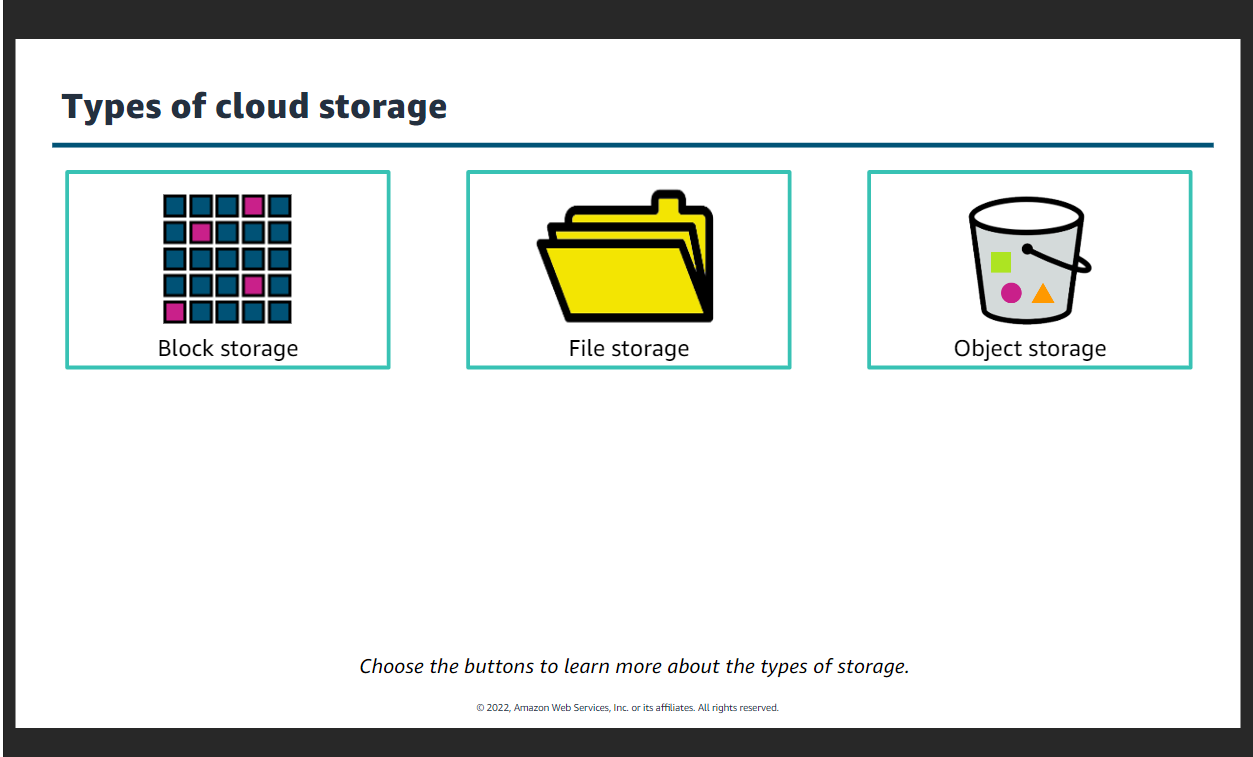 Types of cloud storage
Block storage
File storage
Object storage
Choose the buttons to learn more about the types of storage.
© 2022, Amazon Web Services, Inc. or its affiliates. All rights reserved.